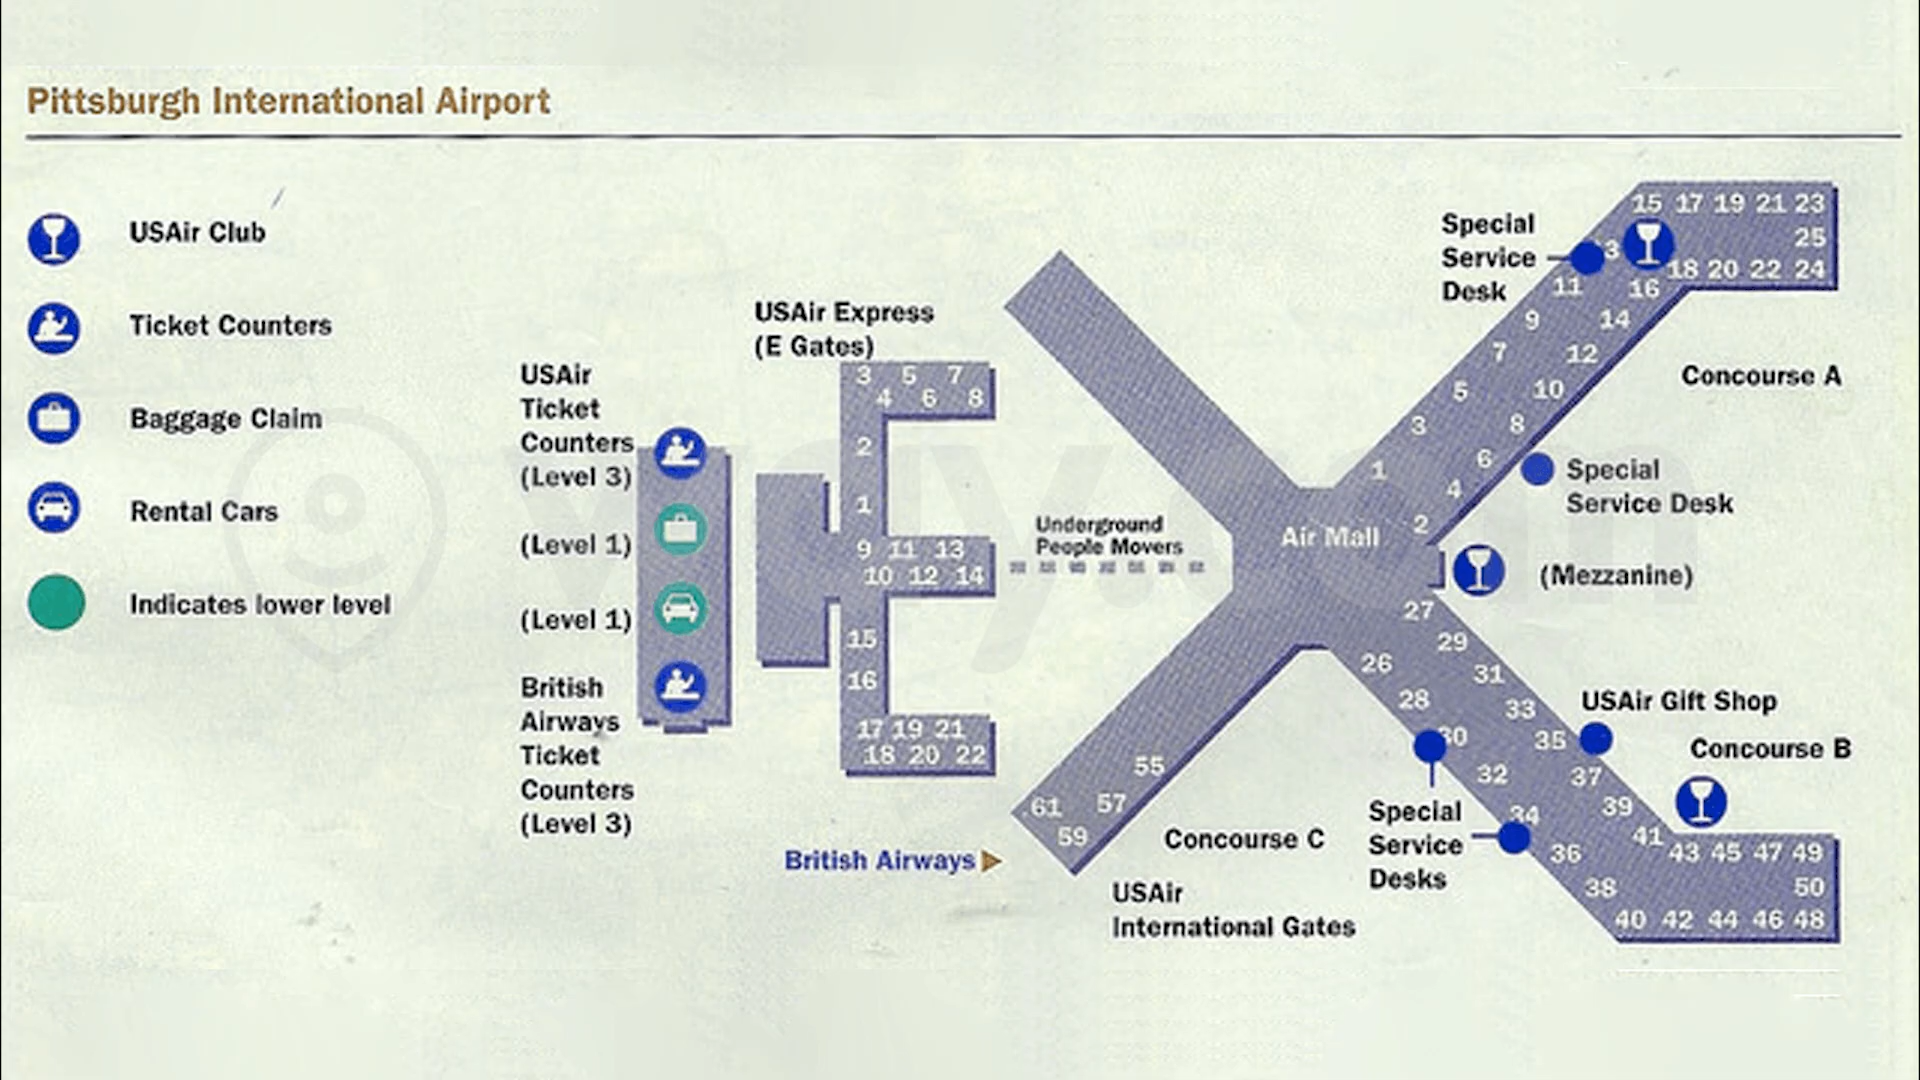 Pittsburgh International Airport
USAir Club
Ticket Counters
Baggage Claim
Rental Cars
Indicates lower level
USAir
Ticket
Counters
(Level 3)
(Level 1)
(Level 1)
British
Airways
Ticket
Counters
(Level 3)
USAir Express
(E Gates)
3 5 7
4 6 8
2
1
9 11 13
10 12 14
15
16
17 19 21
18 20 22
Underground
People Movers
Air Mall
Special
Service
Desk
15 17 19 21 23
25
18 20 22 24
11 16
9 14
7 12
5 10
3 8
1 6
4
2
Concourse A
Special
Service Desk
(Mezzanine)
27
29
26 31
28 33
30 35
32 37
34 39
36 41
43 45 47 49
38 50
40 42 44 46 48
USAir Gift Shop
Concourse B
Special
Service
Desks
55
61 57
59
Concourse C
British Airways
USAir
International Gates